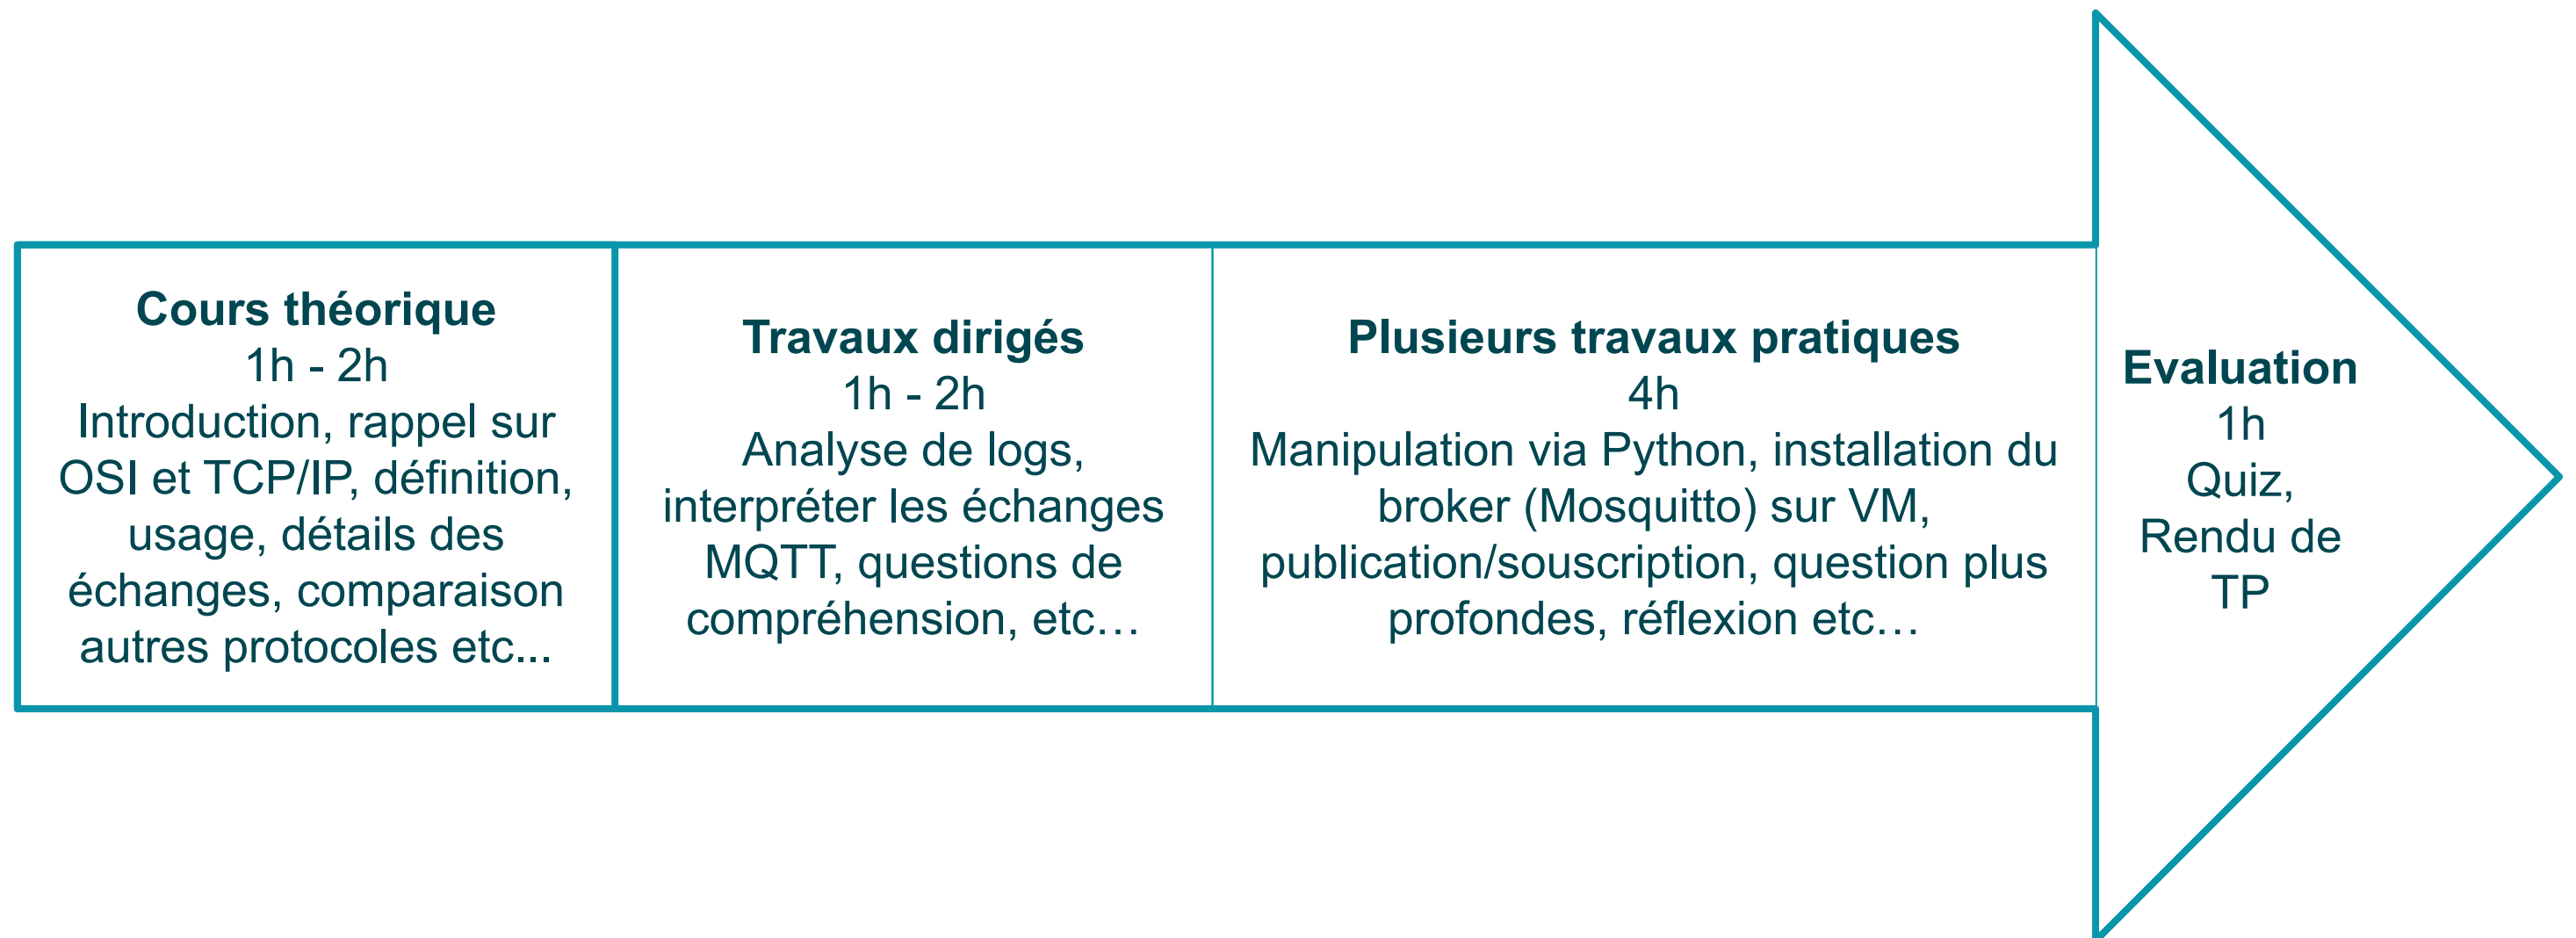 Cours théorique
1h - 2h
Introduction, rappel sur
OSI et TCP/IP, définition,
usage, détails des
échanges, comparaison
autres protocoles etc...
Travaux dirigés
1h - 2h
Analyse de logs,
interpréter les échanges
MQTT, questions de
compréhension, etc…
Plusieurs travaux pratiques
4h
Manipulation via Python, installation du
broker (Mosquitto) sur VM,
publication/souscription, question plus
profondes, réflexion etc…
Evaluation
1h
Quiz,
Rendu de
TP